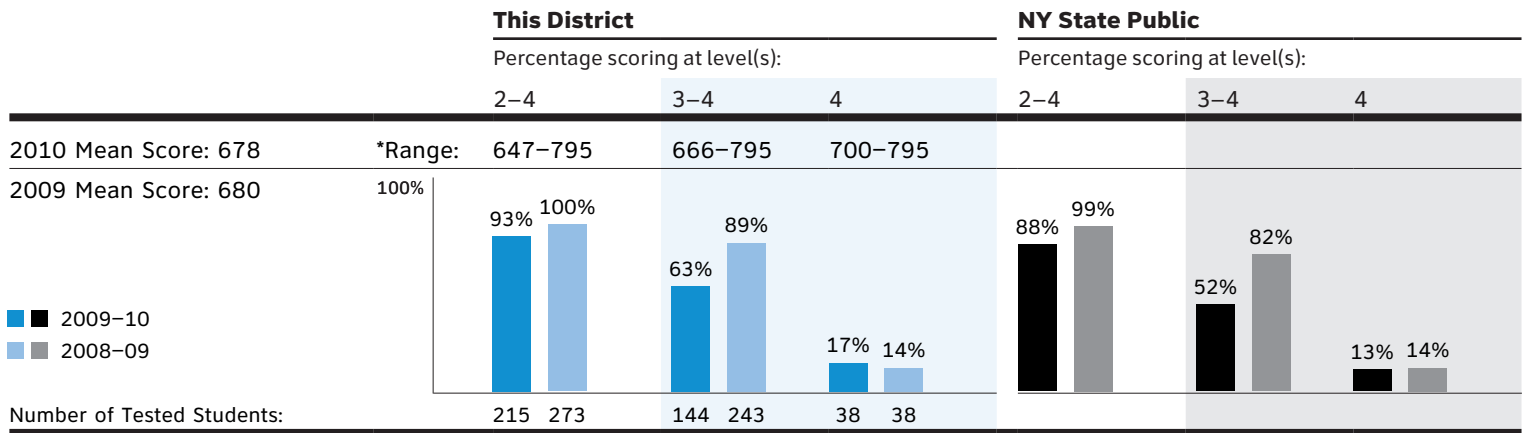 This District NY State Public
Percentage scoring at level(s): Percentage scoring at level(s):
2–4 3–4 4 2–4 3–4 4
2010 Mean Score: 678 *Range: 647–795 666–795 700–795
2009 Mean Score: 680 100%
93% 100% 63% 89% 17% 14% 88% 99% 52% 82% 13% 14%
2009–10
2008–09
Number of Tested Students: 215 273 144 243 38 38